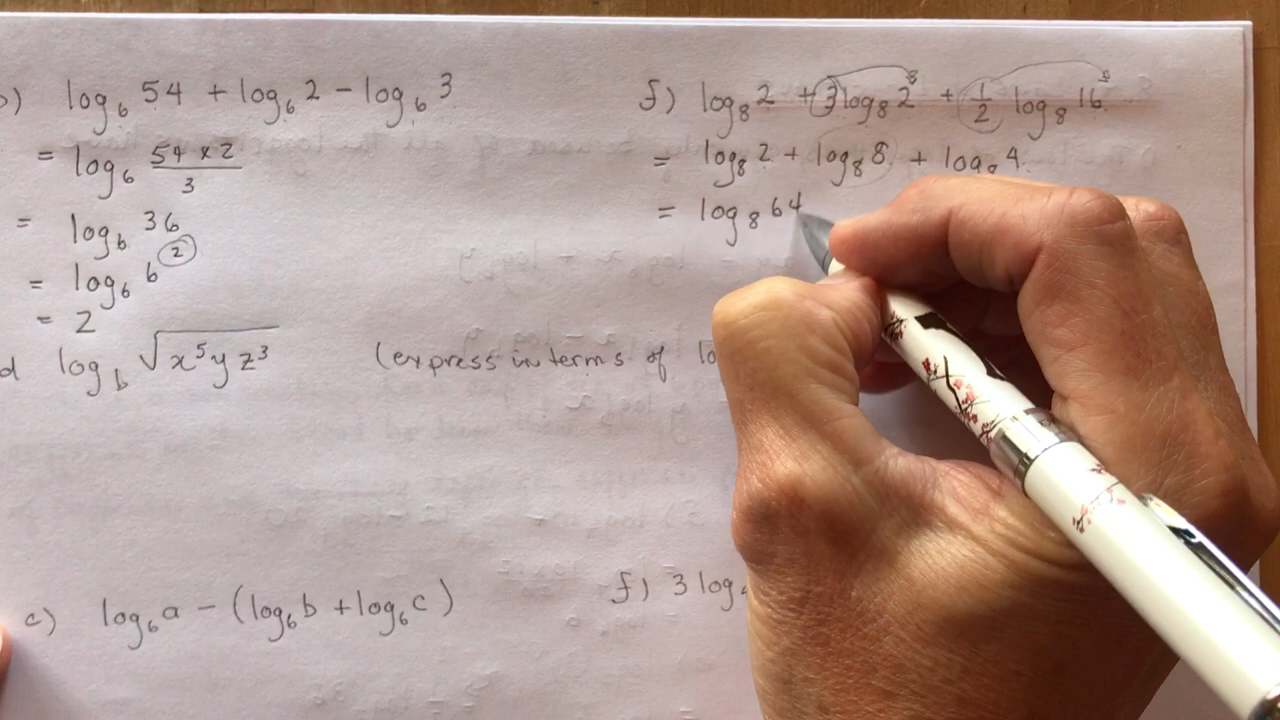 b) log₆ 54 + log₆ 2 − log₆ 3
= log₆ (54 × 2)/3
= log₆ 36
= log₆ 6²
= 2
d log_b √(x⁵yz³) (express in terms of lo
c) log₆ a − (log₆ b + log₆ c)
f) log₈ 2 + 3 log₈ 2 + 1/2 log₈ 16
= log₈ 2 + log₈ 8 + log₈ 4
= log₈ 64
f) 3 log